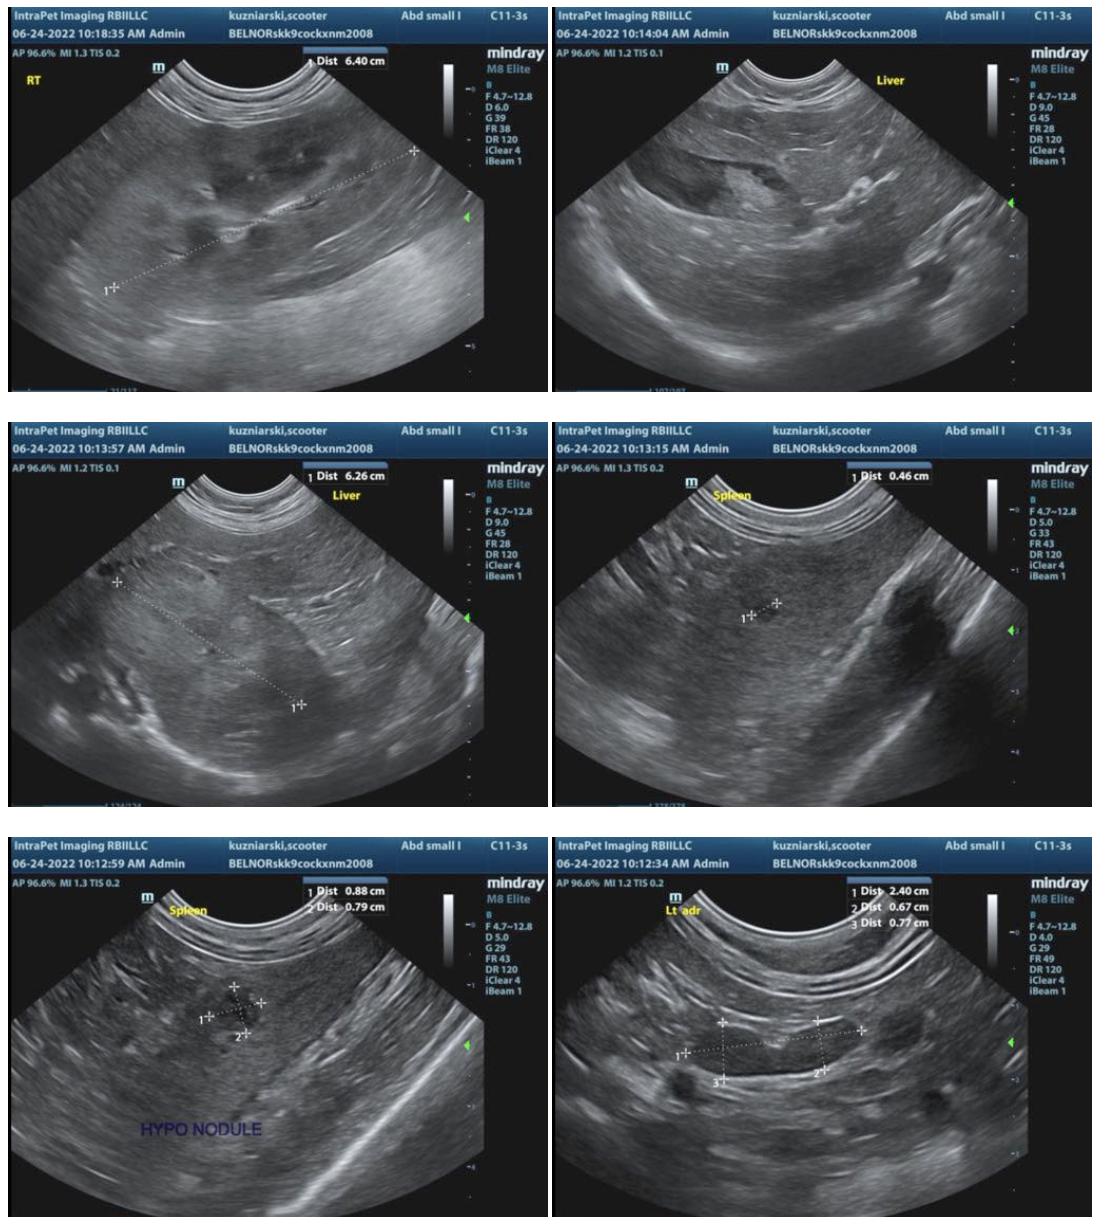 IntraPet Imaging RBIILLC kuzniarski,scooter Abd small I C11-3s
06-24-2022 10:18:35 AM Admin BELNORskk9cockxnm2008
AP 96.6% MI 1.3 TIS 0.2
1 Dist 6.40 cm
mindray
M8 Elite
m
RT
B
F 4.7~12.8
D 6.0
G 39
FR 38
DR 120
iClear 4
iBeam 1
1
IntraPet Imaging RBIILLC kuzniarski,scooter Abd small I C11-3s
06-24-2022 10:14:04 AM Admin BELNORskk9cockxnm2008
AP 96.6% MI 1.2 TIS 0.1
mindray
M8 Elite
m
Liver
B
F 4.7~12.8
D 9.0
G 45
FR 28
DR 120
iClear 4
iBeam 1
IntraPet Imaging RBIILLC kuzniarski,scooter Abd small I C11-3s
06-24-2022 10:13:57 AM Admin BELNORskk9cockxnm2008
AP 96.6% MI 1.2 TIS 0.1
1 Dist 6.26 cm
mindray
M8 Elite
m
Liver
B
F 4.7~12.8
D 9.0
G 45
FR 28
DR 120
iClear 4
iBeam 1
1
IntraPet Imaging RBIILLC kuzniarski,scooter Abd small I C11-3s
06-24-2022 10:13:15 AM Admin BELNORskk9cockxnm2008
AP 96.6% MI 1.3 TIS 0.2
1 Dist 0.46 cm
mindray
M8 Elite
m
Spleen
B
F 4.7~12.8
D 5.0
G 33
FR 43
DR 120
iClear 4
iBeam 1
1
IntraPet Imaging RBIILLC kuzniarski,scooter Abd small I C11-3s
06-24-2022 10:12:59 AM Admin BELNORskk9cockxnm2008
AP 96.6% MI 1.3 TIS 0.2
1 Dist 0.88 cm
2 Dist 0.79 cm
mindray
M8 Elite
m
Spleen
B
F 4.7~12.8
D 5.0
G 29
FR 43
DR 120
iClear 4
iBeam 1
1
2
HYPO NODULE
IntraPet Imaging RBIILLC kuzniarski,scooter Abd small I C11-3s
06-24-2022 10:12:34 AM Admin BELNORskk9cockxnm2008
AP 96.6% MI 1.2 TIS 0.2
1 Dist 2.40 cm
2 Dist 0.67 cm
3 Dist 0.77 cm
mindray
M8 Elite
m
Lt adr
B
F 4.7~12.8
D 4.0
G 29
FR 49
DR 120
iClear 4
iBeam 1
1
2
3